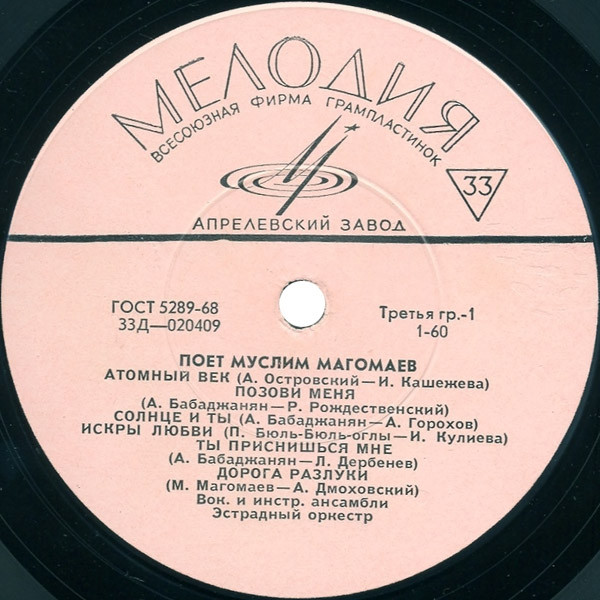 МЕЛОДИЯ
ВСЕСОЮЗНАЯ ФИРМА ГРАМПЛАСТИНОК
33
АПРЕЛЕВСКИЙ ЗАВОД
ГОСТ 5289-68
Третья гр.-1
33Д—020409
1-60
ПОЕТ МУСЛИМ МАГОМАЕВ
АТОМНЫЙ ВЕК (А. Островский—И. Кашежева)
ПОЗОВИ МЕНЯ
(А. Бабаджанян—Р. Рождественский)
СОЛНЦЕ И ТЫ (А. Бабаджанян—А. Горохов)
ИСКРЫ ЛЮБВИ (П. Бюль-Бюль-оглы—И. Кулиева)
ТЫ ПРИСНИШЬСЯ МНЕ
(А. Бабаджанян—Л. Дербенев)
ДОРОГА РАЗЛУКИ
(М. Магомаев—А. Дмоховский)
Вок. и инстр. ансамбли
Эстрадный оркестр